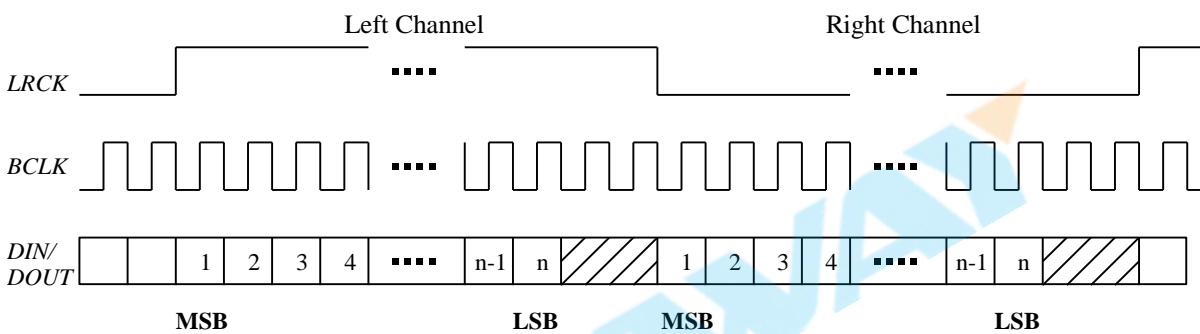 Left Channel Right Channel
LRCK
BCLK
DIN/
DOUT
1 2 3 4 n-1 n 1 2 3 4 n-1 n
MSB LSB MSB LSB